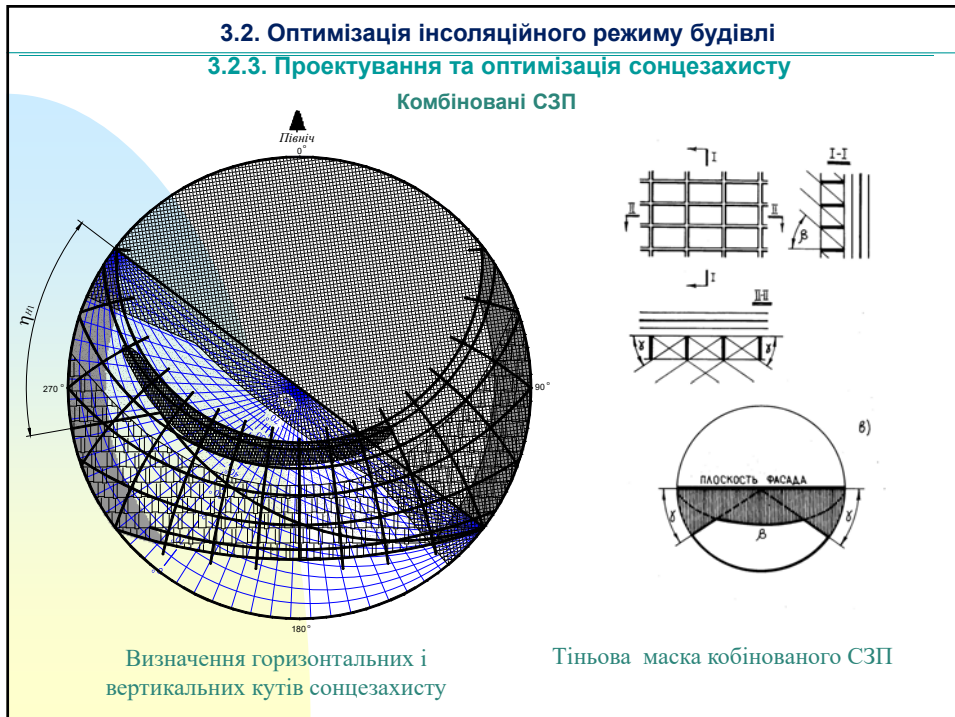 3.2. Оптимізація інсоляційного режиму будівлі
3.2.3. Проектування та оптимізація сонцезахисту
Комбіновані СЗП
Північ
0°
η
270°
90°
180°
I
I-I
II
II
β
I
II-II
γ
γ
в)
ПЛОСКОСТЬ ФАСАДА
γ
β
γ
Визначення горизонтальних і
вертикальних кутів сонцезахисту
Тіньова маска кобінованого СЗП